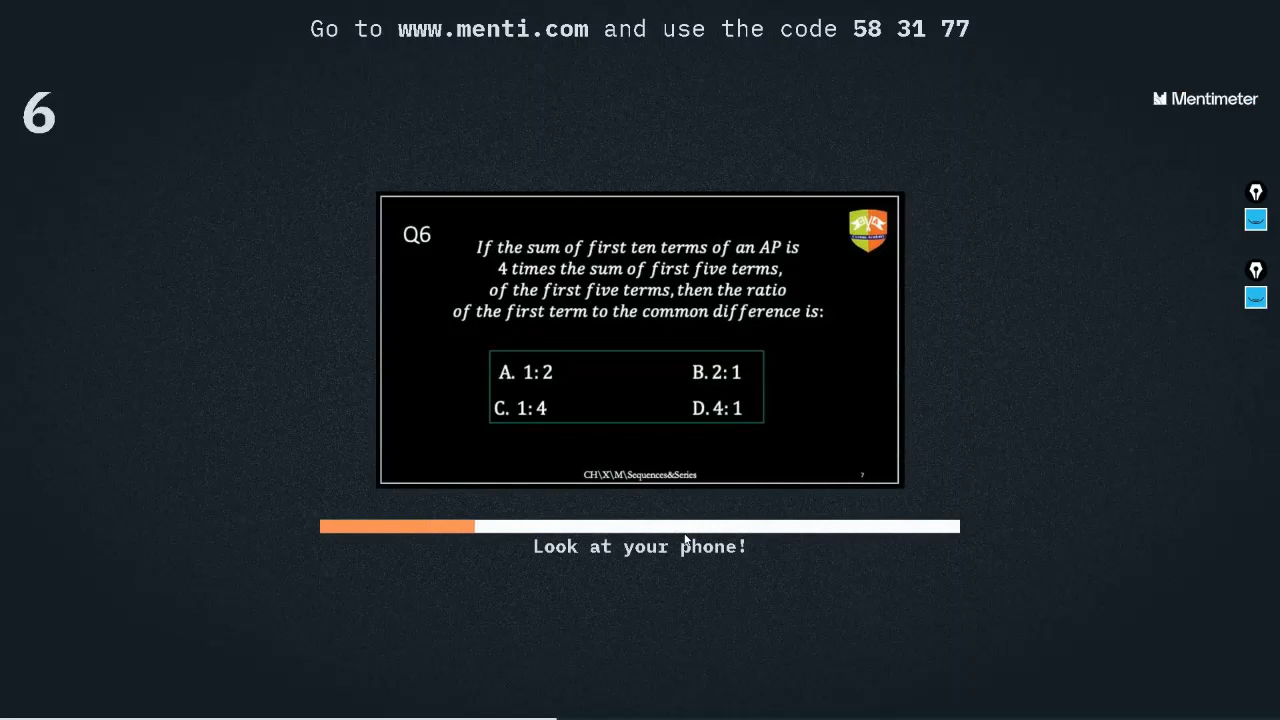 Go to www.menti.com and use the code 58 31 77
6
Mentimeter
Q6
If the sum of first ten terms of an AP is
4 times the sum of first five terms,
of the first five terms, then the ratio
of the first term to the common difference is:
A. 1: 2
B. 2: 1
C. 1: 4
D. 4: 1
CH\X\M\Sequences&Series
7
Look at your phone!